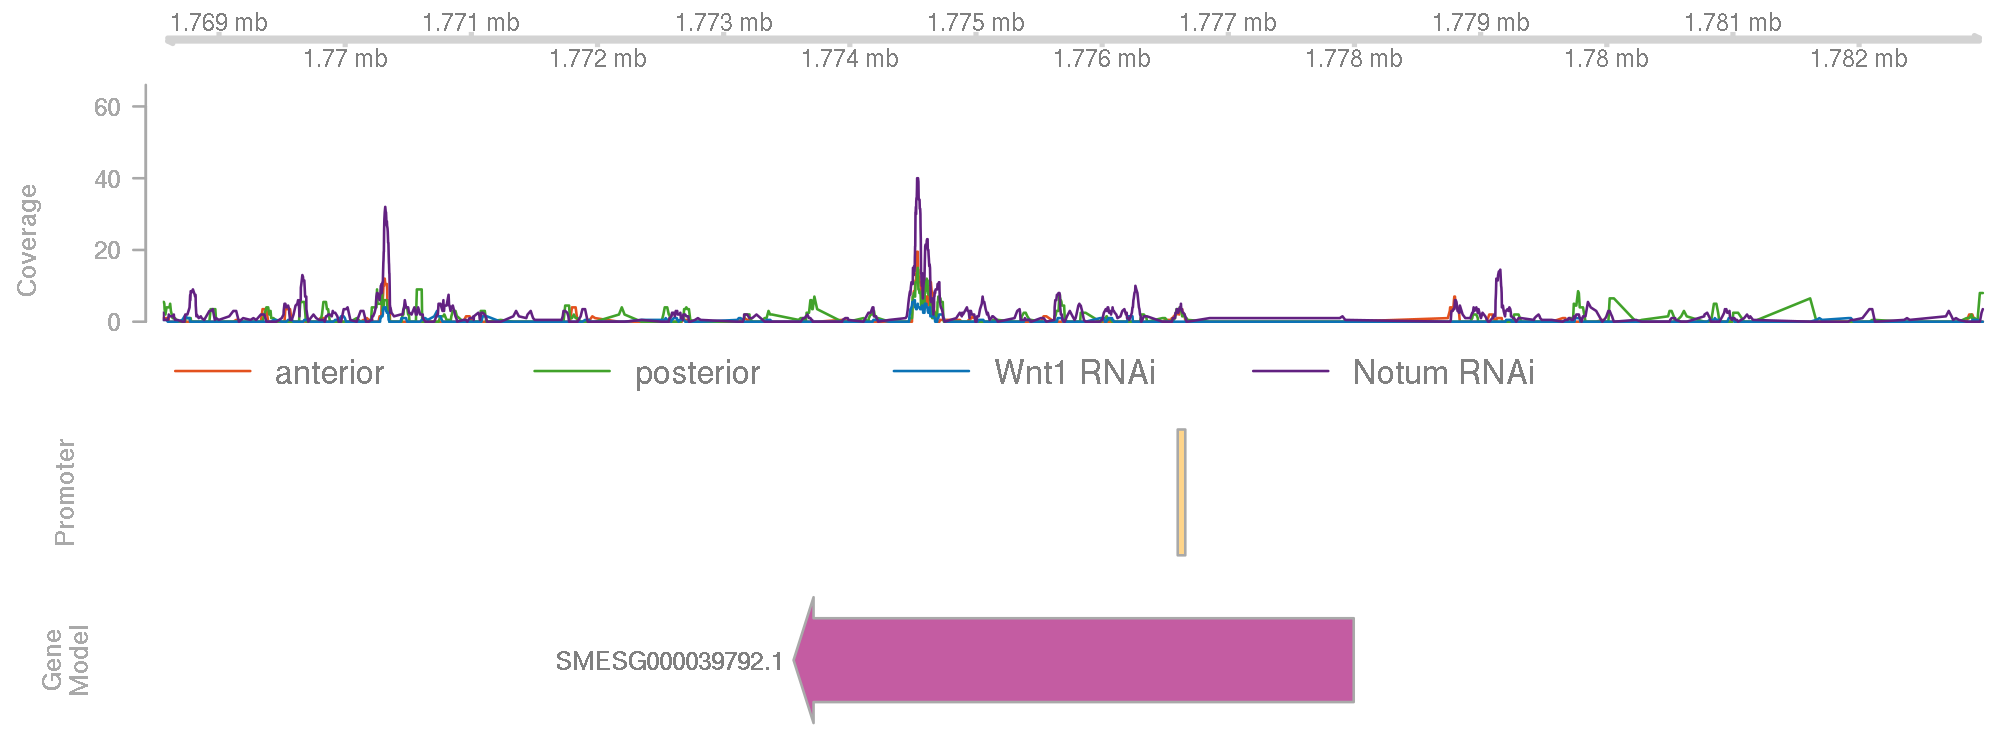 1.769 mb 1.771 mb 1.773 mb 1.775 mb 1.777 mb 1.779 mb 1.781 mb
1.77 mb 1.772 mb 1.774 mb 1.776 mb 1.778 mb 1.78 mb 1.782 mb
Coverage
60
40
20
0
anterior posterior Wnt1 RNAi Notum RNAi
Promoter
Gene
Model
SMESG000039792.1